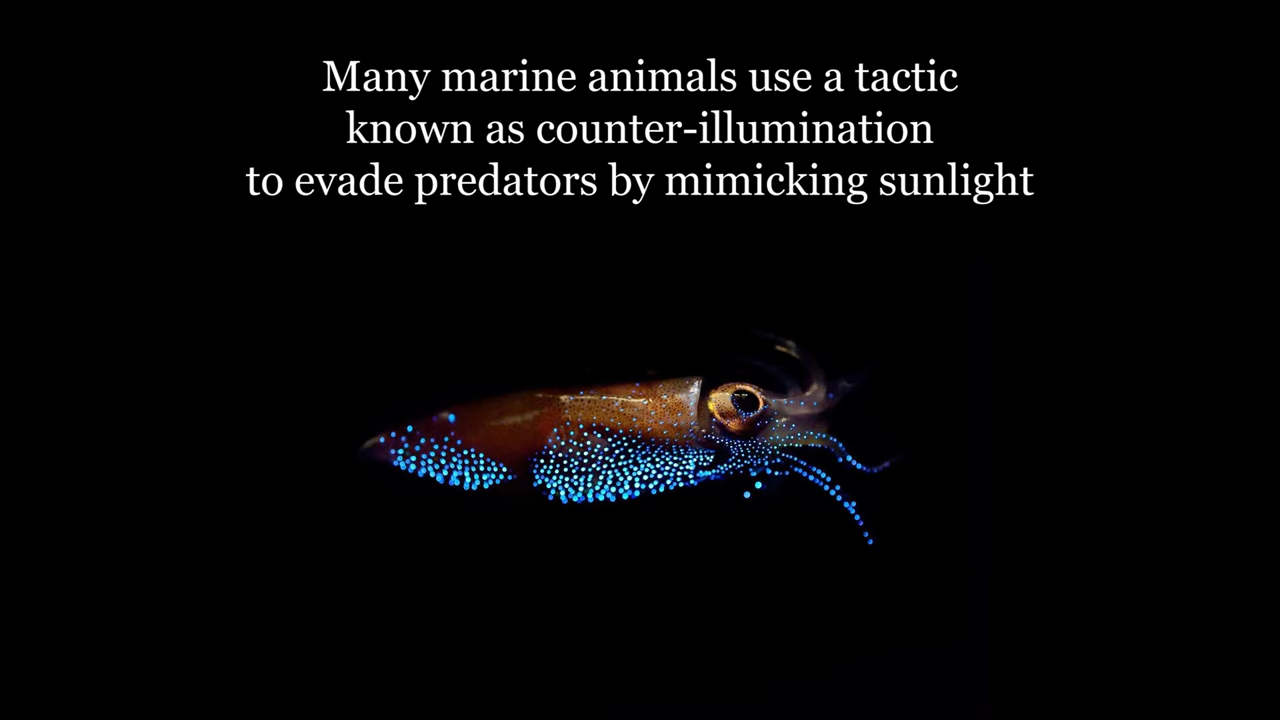 Many marine animals use a tactic
known as counter-illumination
to evade predators by mimicking sunlight